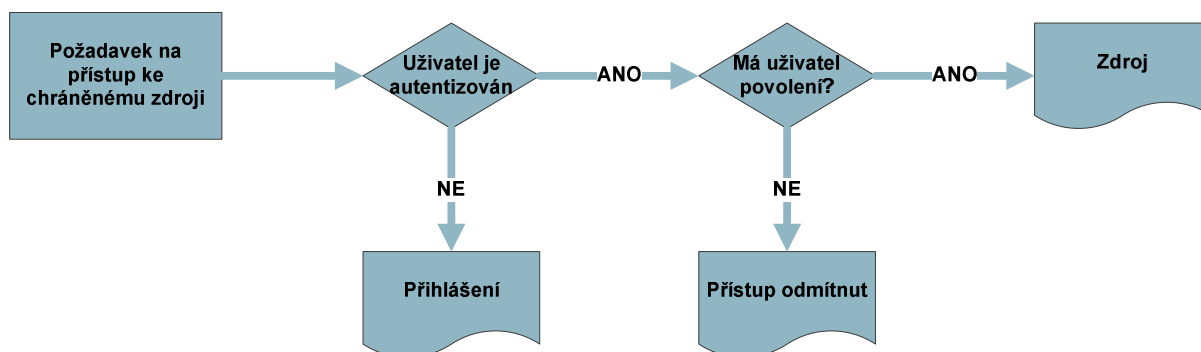 Požadavek na
přístup ke
chráněnému zdroji
Uživatel je
autentizován
ANO
Má uživatel
povolení?
ANO
Zdroj
NE
NE
Přihlášení
Přístup odmítnut